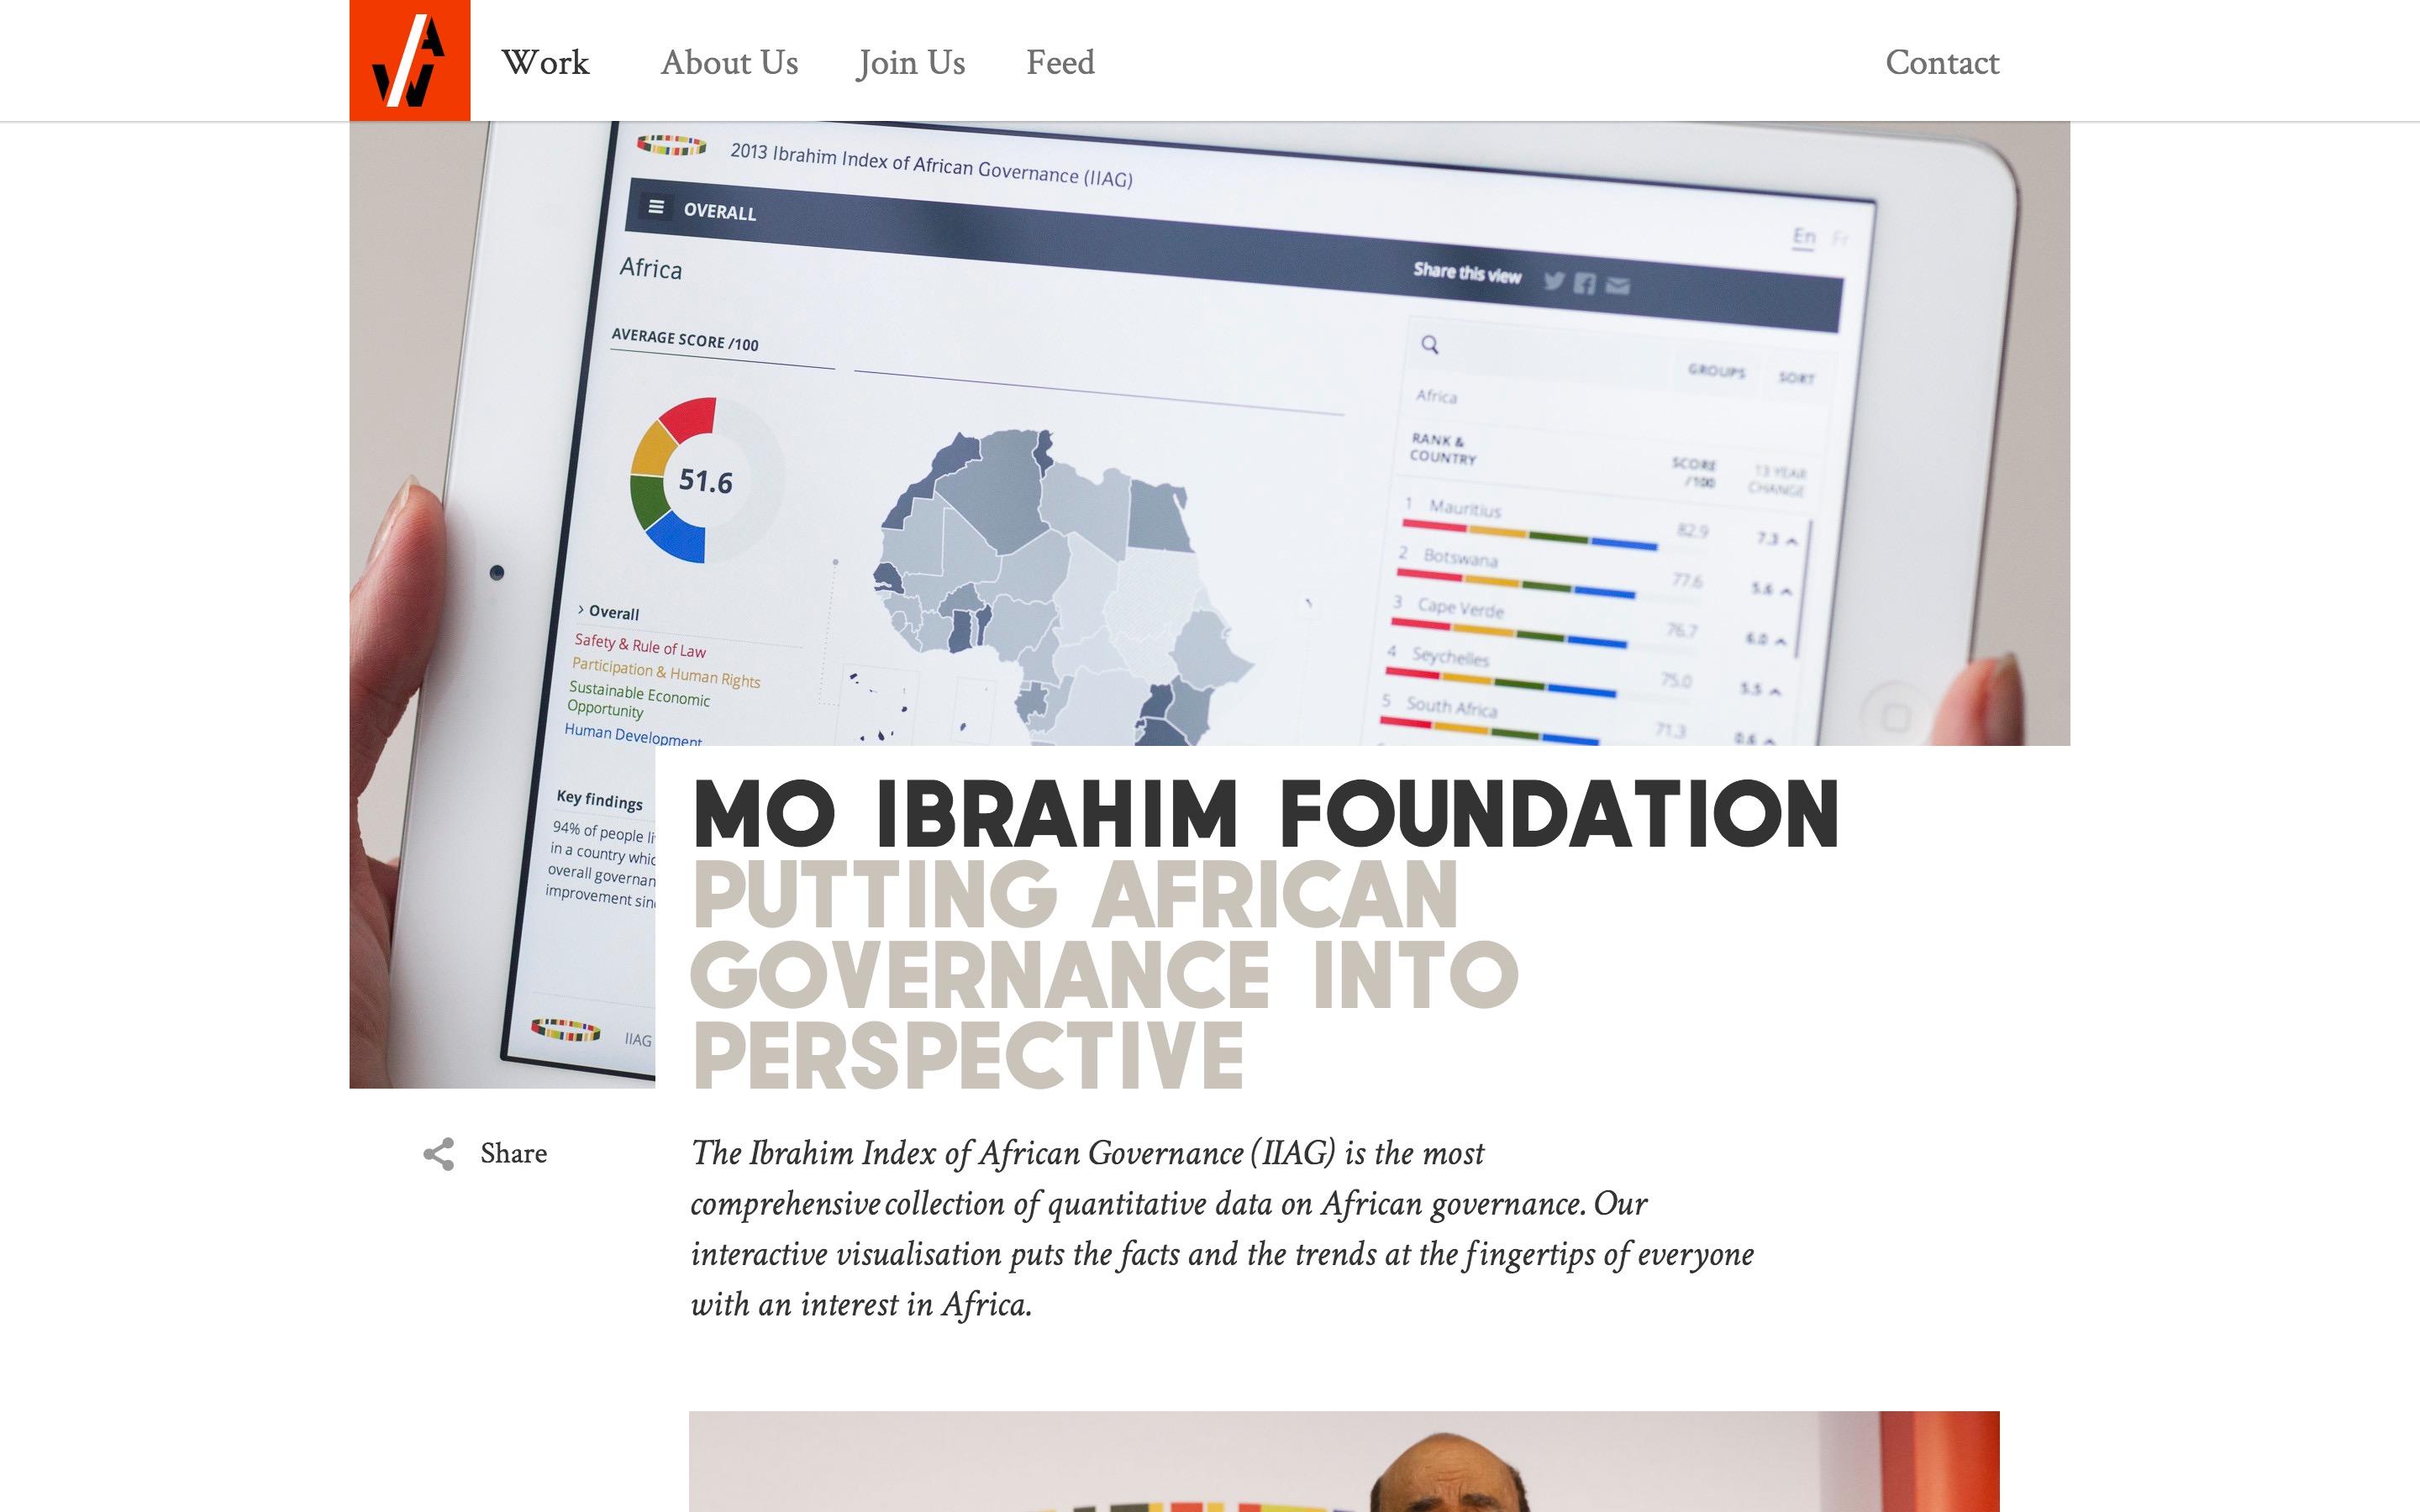 AW
Work
About Us
Join Us
Feed
Contact
2013 Ibrahim Index of African Governance (IIAG)
OVERALL
En Fr
Share this view
Africa
AVERAGE SCORE /100
51.6
GROUPS
SORT
Africa
RANK & COUNTRY
SCORE /100
13 YEAR CHANGE
1 Mauritius 82.9 7.3
2 Botswana 77.6 5.6
3 Cape Verde 76.7 6.0
4 Seychelles 75.0 5.5
5 South Africa 71.3 0.6
› Overall
Safety & Rule of Law
Participation & Human Rights
Sustainable Economic
Opportunity
Human Development
Key findings
94% of people li
in a country whic
overall governan
improvement sin
IIAG
MO IBRAHIM FOUNDATION
PUTTING AFRICAN
GOVERNANCE INTO
PERSPECTIVE
Share
The Ibrahim Index of African Governance (IIAG) is the most
comprehensive collection of quantitative data on African governance. Our
interactive visualisation puts the facts and the trends at the fingertips of everyone
with an interest in Africa.